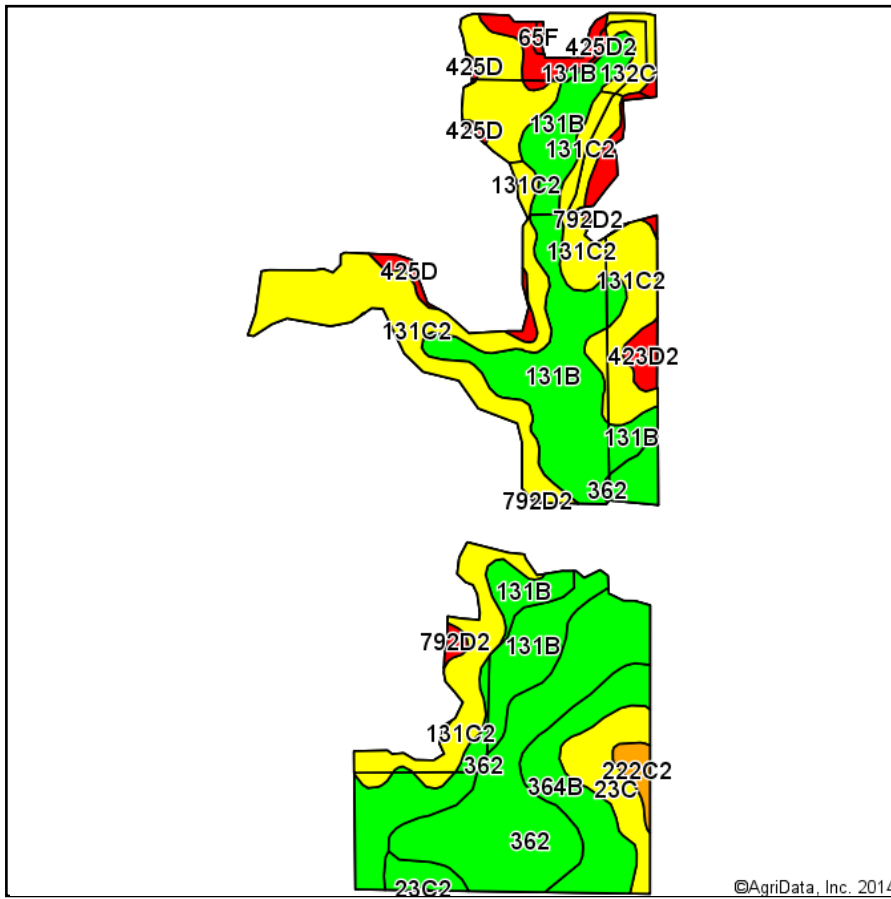 65F
425D2
425D
131B 132C
131B
425D
131C2
131C2
792D2
131C2
425D
131C2
131C2
423D2
131B
131B
362
792D2
131B
792D2
131B
131C2
362
222C2
364B
23C
362
23C2
©AgriData, Inc. 2014